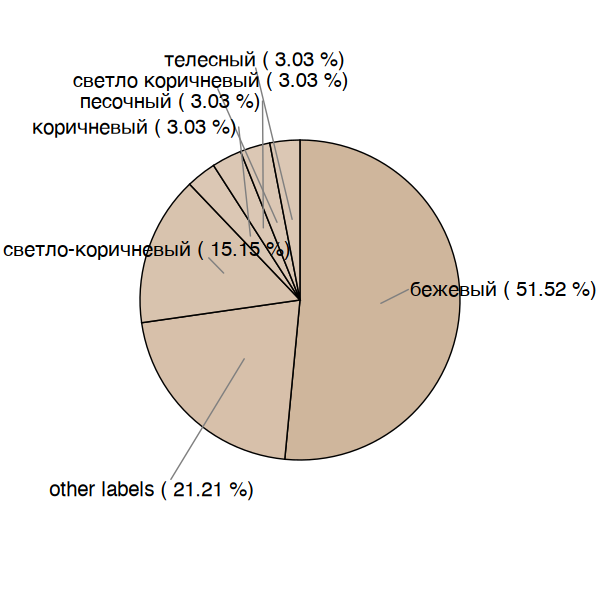 телесный ( 3.03 %)
светло коричневый ( 3.03 %)
песочный ( 3.03 %)
коричневый ( 3.03 %)
светло-коричневый ( 15.15 %)
бежевый ( 51.52 %)
other labels ( 21.21 %)